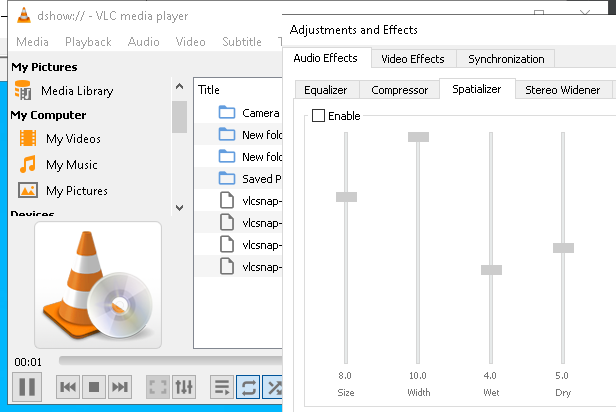 dshow:// - VLC media player
Media Playback Audio Video Subtitle
My Pictures
Media Library
My Computer
My Videos
My Music
My Pictures
Title
Camera
New fold
New fold
Saved P
vlcsnap-
vlcsnap-
vlcsnap-
vlcsnap-
00:01
Adjustments and Effects
Audio Effects Video Effects Synchronization
Equalizer Compressor Spatializer Stereo Widener
Enable
8.0 10.0 4.0 5.0
Size Width Wet Dry